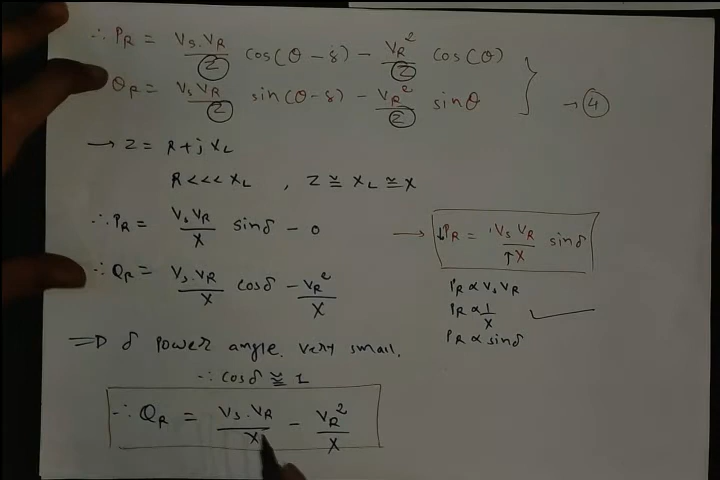 ∴ PR = Vs.VR/Z cos(θ - δ) - VR²/Z cos(θ)
QR = Vs VR/Z sin(θ-δ) - VR²/Z sinθ } → (4)
→ Z = R + j XL
R <<< XL , Z ≅ XL ≅ X
∴ PR = Vs VR/X sinδ - 0
∴ QR = Vs.VR/X cosδ - VR²/X
→ ↓PR = Vs VR/↑X sinδ
PR ∝ Vs VR
PR ∝ 1/X ✓
PR ∝ sinδ
⇒ δ power angle. very small.
∴ cosδ ≅ 1
∴ QR = Vs.VR/X - VR²/X